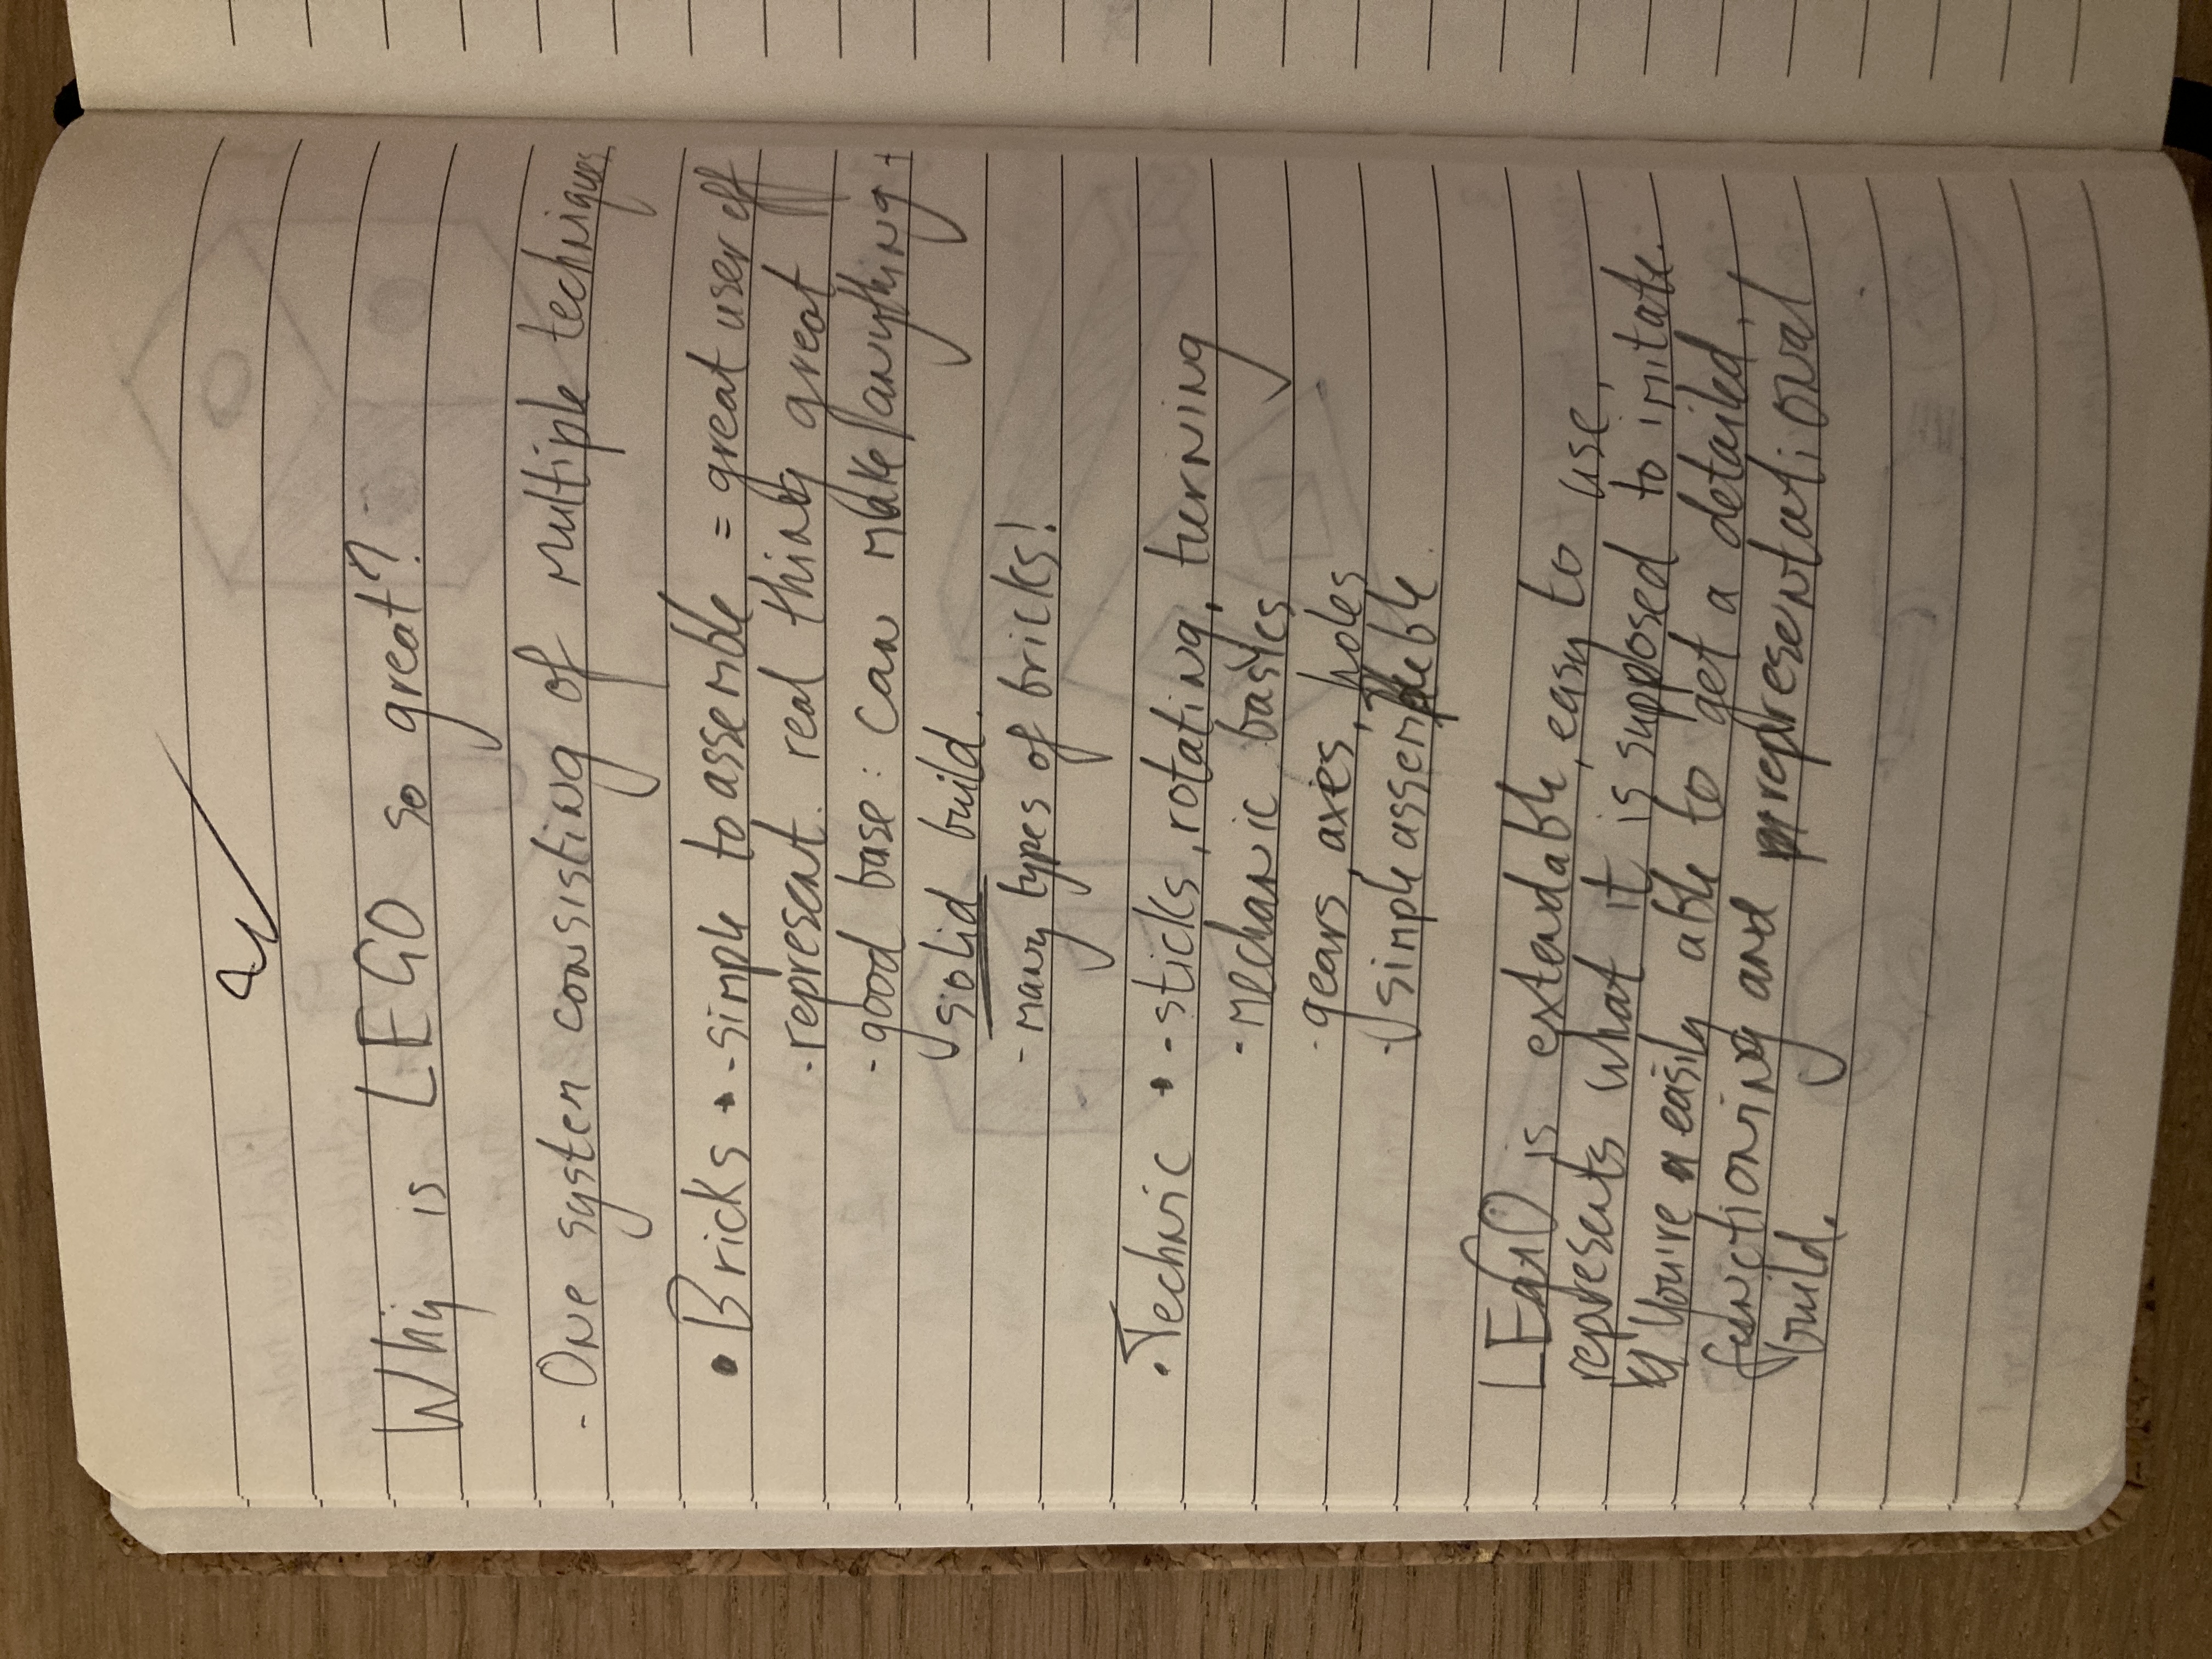 Why is LEGO so great?
- One system consisting of multiple techniques
• Bricks • - simple to assemble = great user eff
- represent. real thing great
- good base: can make anything +
solid build.
- many types of bricks!
• Technic • - sticks, rotating, turning
- mechanic basics
- gears, axes, holes
- simple assembleble.
LEGO is extendable, easy to use,
represents what it is supposed to imitate.
You're easily able to get a detailed,
functioning and representational
build.